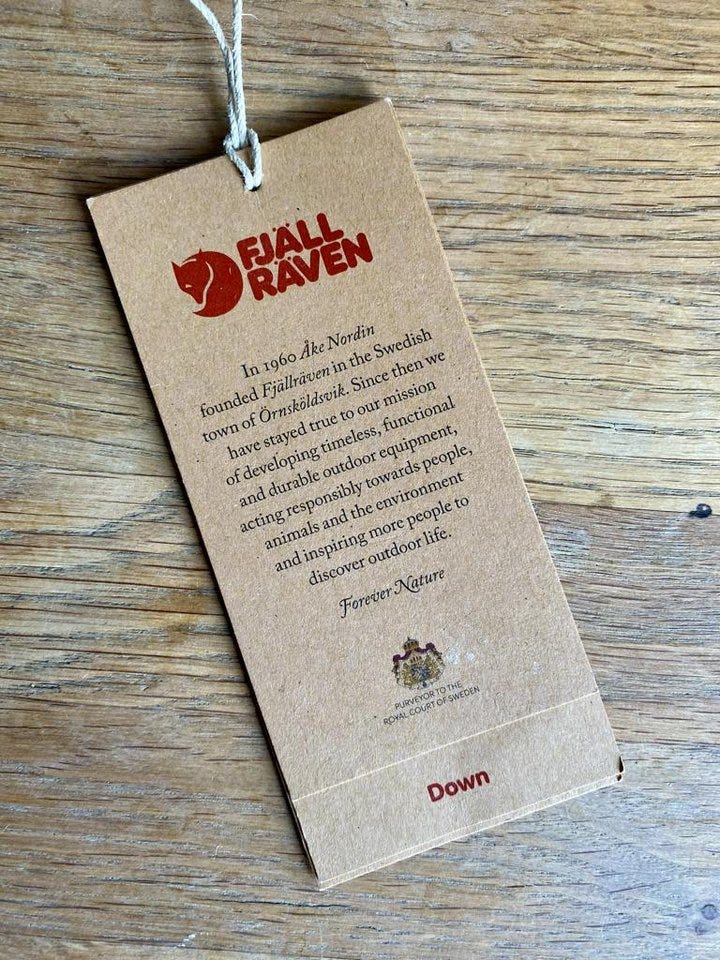 FJÄLL
RÄVEN
In 1960 Åke Nordin
founded Fjällräven in the Swedish
town of Örnsköldsvik. Since then we
have stayed true to our mission
of developing timeless, functional
and durable outdoor equipment,
acting responsibly towards people,
animals and the environment
and inspiring more people to
discover outdoor life.
Forever Nature
PURVEYOR TO THE
ROYAL COURT OF SWEDEN
Down